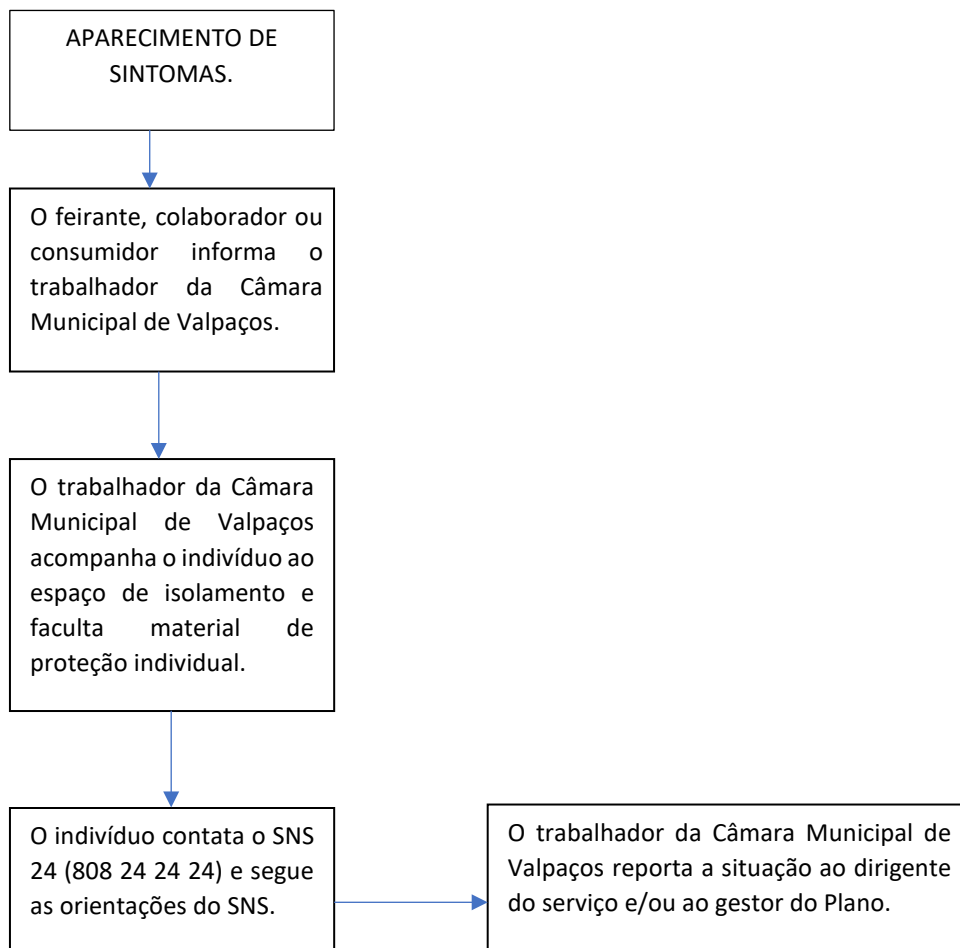 APARECIMENTO DE
SINTOMAS.
O feirante, colaborador ou
consumidor informa o
trabalhador da Câmara
Municipal de Valpaços.
O trabalhador da Câmara
Municipal de Valpaços
acompanha o indivíduo ao
espaço de isolamento e
faculta material de
proteção individual.
O indivíduo contata o SNS
24 (808 24 24 24) e segue
as orientações do SNS.
O trabalhador da Câmara Municipal de
Valpaços reporta a situação ao dirigente
do serviço e/ou ao gestor do Plano.